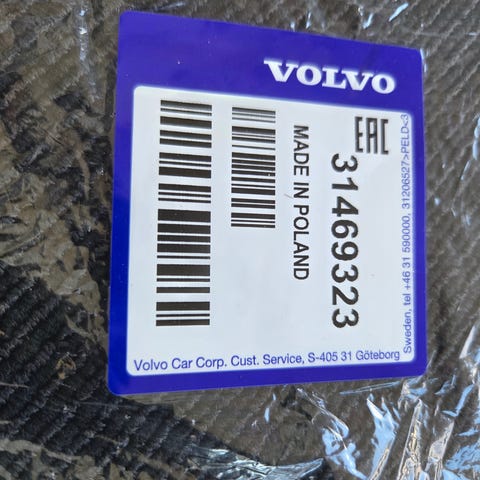 VOLVO
EAC
31469323
MADE IN POLAND
Volvo Car Corp. Cust. Service, S-405 31 Göteborg
Sweden, tel +46 31 590000, 31206527>PELD<3